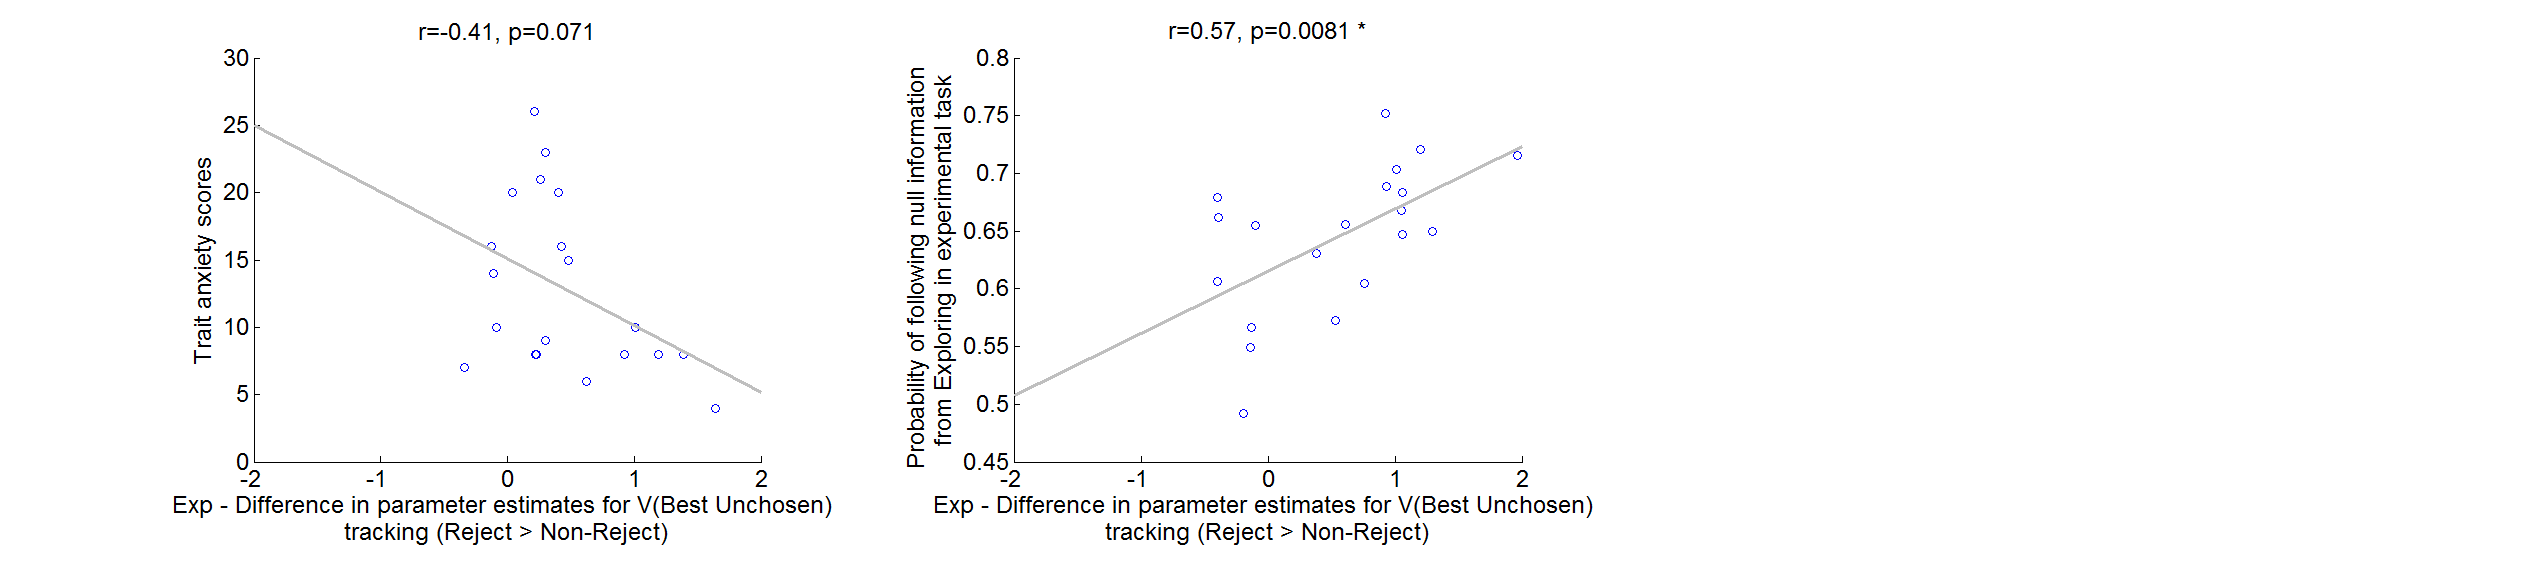 r=-0.41, p=0.071
30
25
20
15
10
5
0
Trait anxiety scores
-2
-1
0
1
2
Exp - Difference in parameter estimates for V(Best Unchosen)
tracking (Reject > Non-Reject)
r=0.57, p=0.0081 *
0.8
0.75
0.7
0.65
0.6
0.55
0.5
0.45
Probability of following null information
from Exploring in experimental task
-2
-1
0
1
2
Exp - Difference in parameter estimates for V(Best Unchosen)
tracking (Reject > Non-Reject)